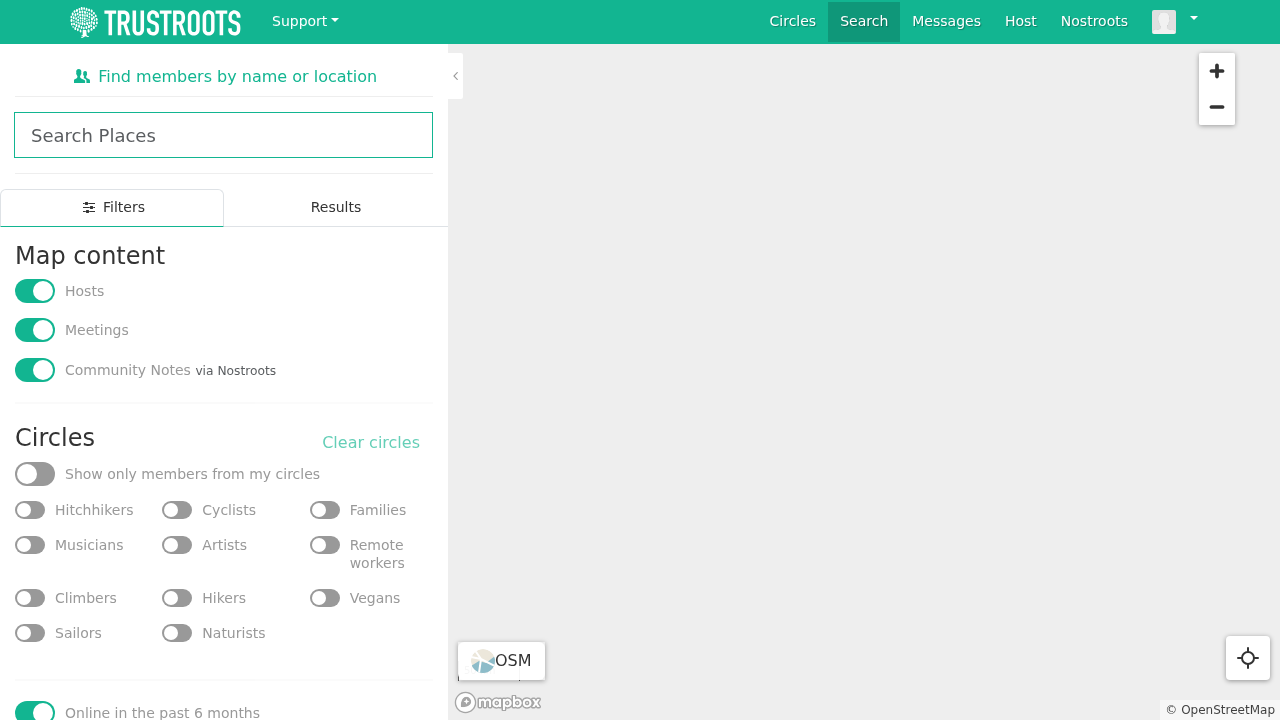 TRUSTROOTS
Support
Circles
Search
Messages
Host
Nostroots
Find members by name or location
Search Places
Filters
Results
Map content
Hosts
Meetings
Community Notes via Nostroots
Circles
Clear circles
Show only members from my circles
Hitchhikers
Cyclists
Families
Musicians
Artists
Remote
workers
Climbers
Hikers
Vegans
Sailors
Naturists
Online in the past 6 months
OSM
mapbox
© OpenStreetMap